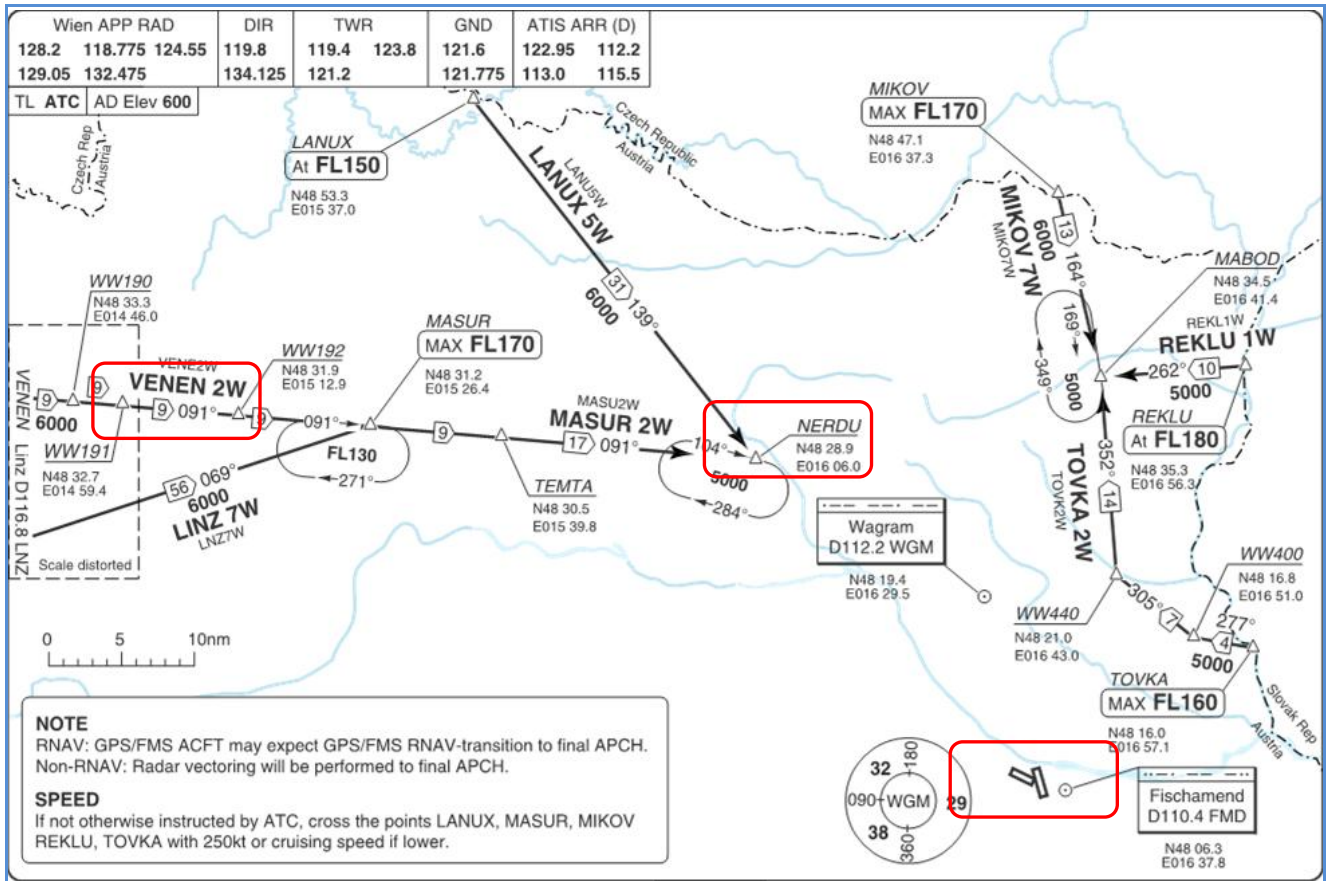 Wien APP RAD DIR TWR GND ATIS ARR (D)
128.2 118.775 124.55 119.8 119.4 123.8 121.6 122.95 112.2
129.05 132.475 134.125 121.2 121.775 113.0 115.5
TL ATC AD Elev 600
Czech Rep
Austria
LANUX
At FL150
N48 53.3
E015 37.0
LANU5W
LANUX 5W
31 139°
6000
Czech Republic
Austria
MIKOV
MAX FL170
N48 47.1
E016 37.3
13 164°
6000
MIKOV 7W
MIKO7W
MABOD
N48 34.5
E016 41.4
169°
349°
5000
REKL1W
REKLU 1W
262° 10
5000
REKLU
At FL180
N48 35.3
E016 56.3
WW190
N48 33.3
E014 46.0
VENE2W
VENEN 2W
9 9 9 091°
6000
VENEN Linz D116.8 LNZ
WW191
N48 32.7
E014 59.4
WW192
N48 31.9
E015 12.9
9 091°
MASUR
MAX FL170
N48 31.2
E015 26.4
FL130
271°
56 069°
6000
LINZ 7W
LNZ7W
Scale distorted
9
MASU2W
MASUR 2W
17 091°
TEMTA
N48 30.5
E015 39.8
NERDU
N48 28.9
E016 06.0
104°
5000
284°
Wagram
D112.2 WGM
N48 19.4
E016 29.5
352° 14
TOVKA 2W
TOVK2W
WW440
N48 21.0
E016 43.0
305° 7
WW400
N48 16.8
E016 51.0
277°
4
5000
TOVKA
MAX FL160
N48 16.0
E016 57.1
Slovak Rep
Austria
0 5 10nm
NOTE
RNAV: GPS/FMS ACFT may expect GPS/FMS RNAV-transition to final APCH.
Non-RNAV: Radar vectoring will be performed to final APCH.
SPEED
If not otherwise instructed by ATC, cross the points LANUX, MASUR, MIKOV
REKLU, TOVKA with 250kt or cruising speed if lower.
180
32
090 WGM 29
38
360
Fischamend
D110.4 FMD
N48 06.3
E016 37.8